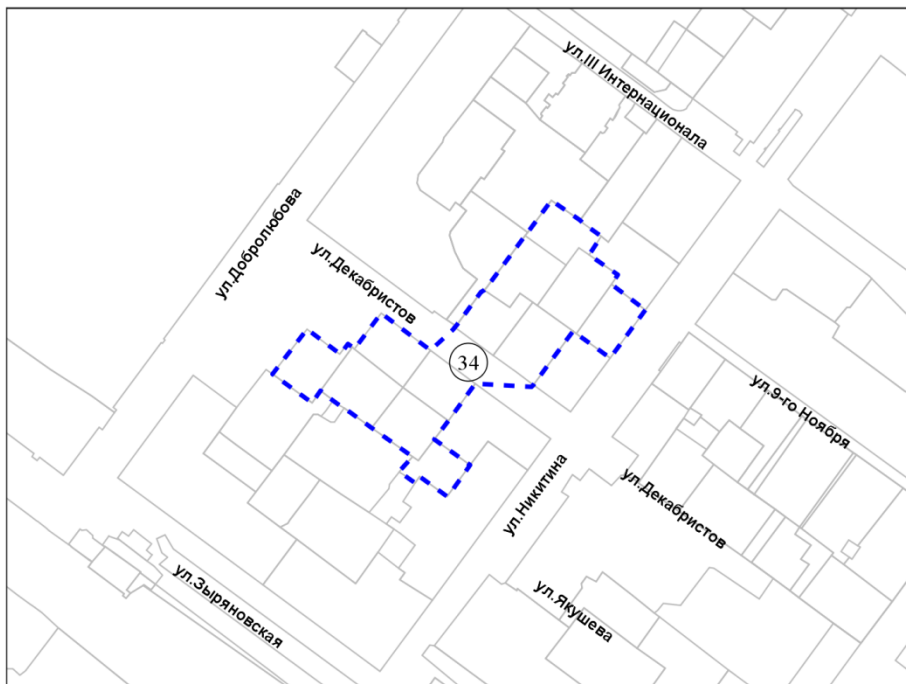 ул.III Интернационала
ул.Добролюбова
ул.Декабристов
34
ул.9-го Ноября
ул.Никитина
ул.Декабристов
ул.Зыряновская
ул.Якушева